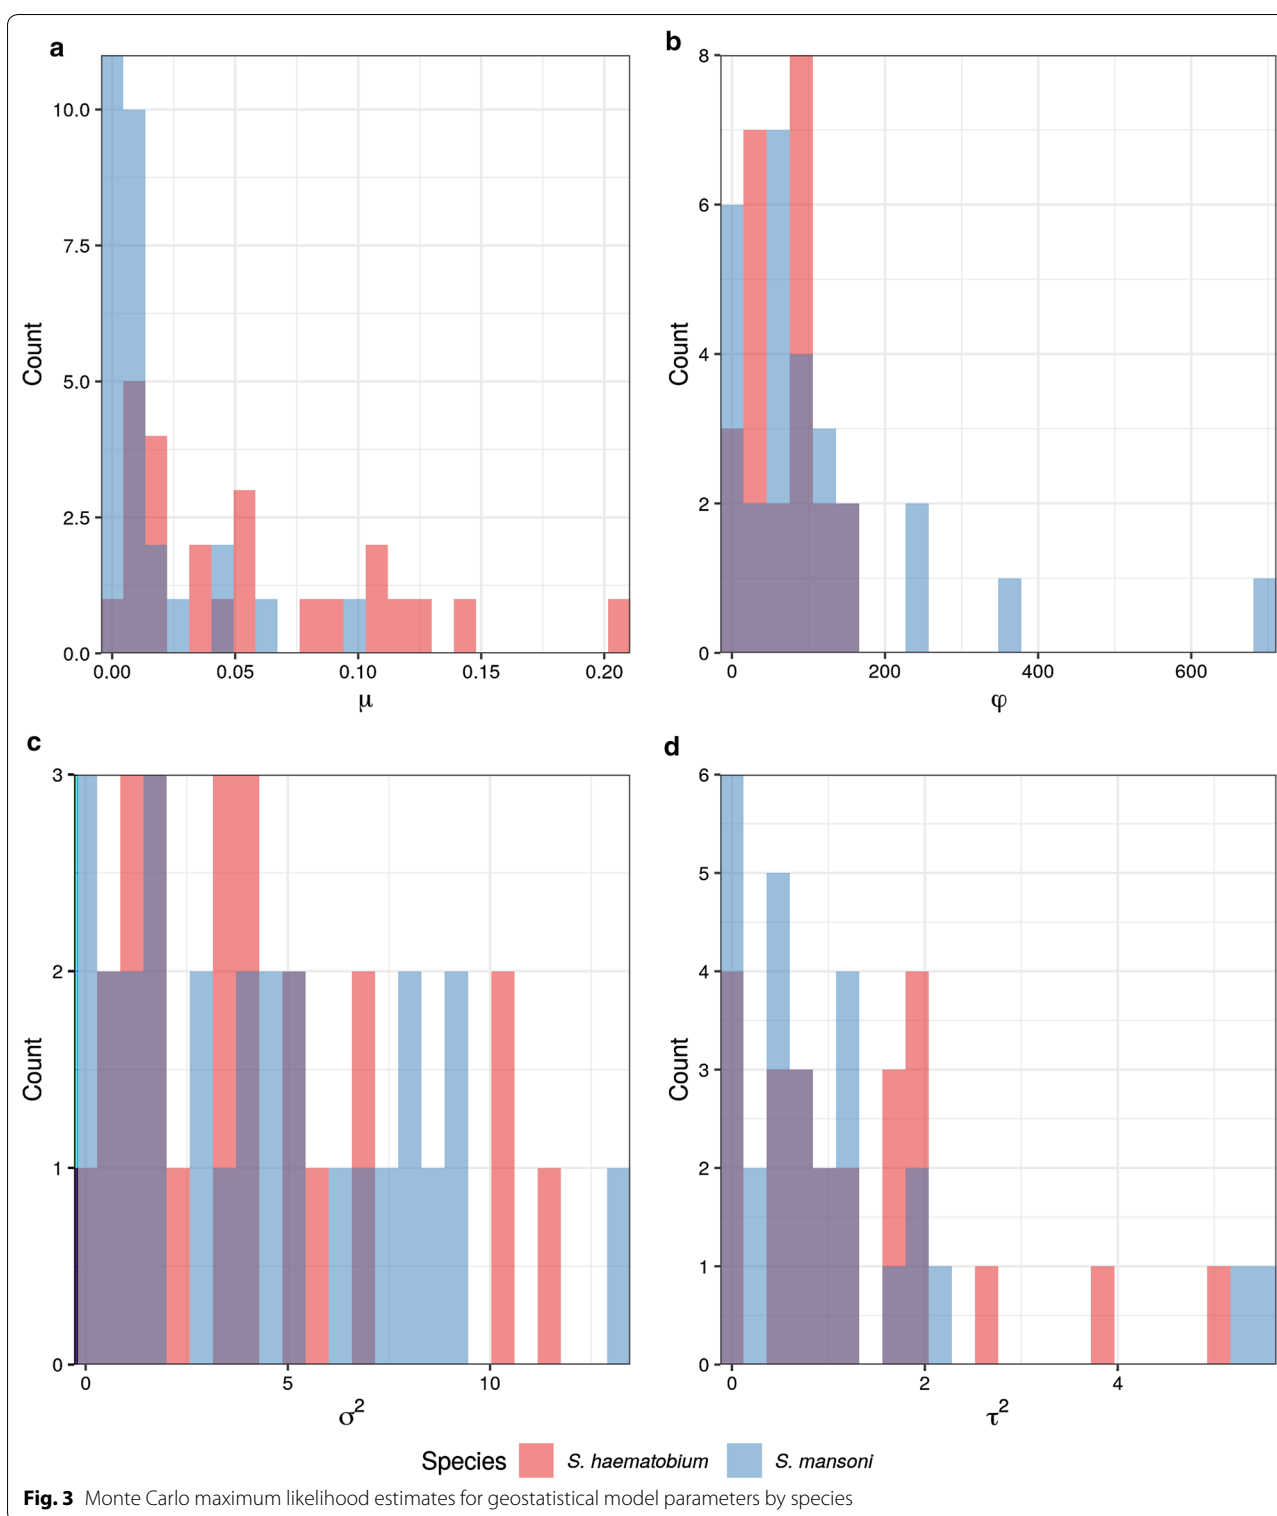 a
10.0
7.5
5.0
2.5
0.0
Count
0.00 0.05 0.10 0.15 0.20
μ
b
8
6
4
2
0
Count
0 200 400 600
φ
c
3
2
1
0
Count
0 5 10
σ²
d
6
5
4
3
2
1
0
Count
0 2 4
τ²
Species S. haematobium S. mansoni
Fig. 3 Monte Carlo maximum likelihood estimates for geostatistical model parameters by species